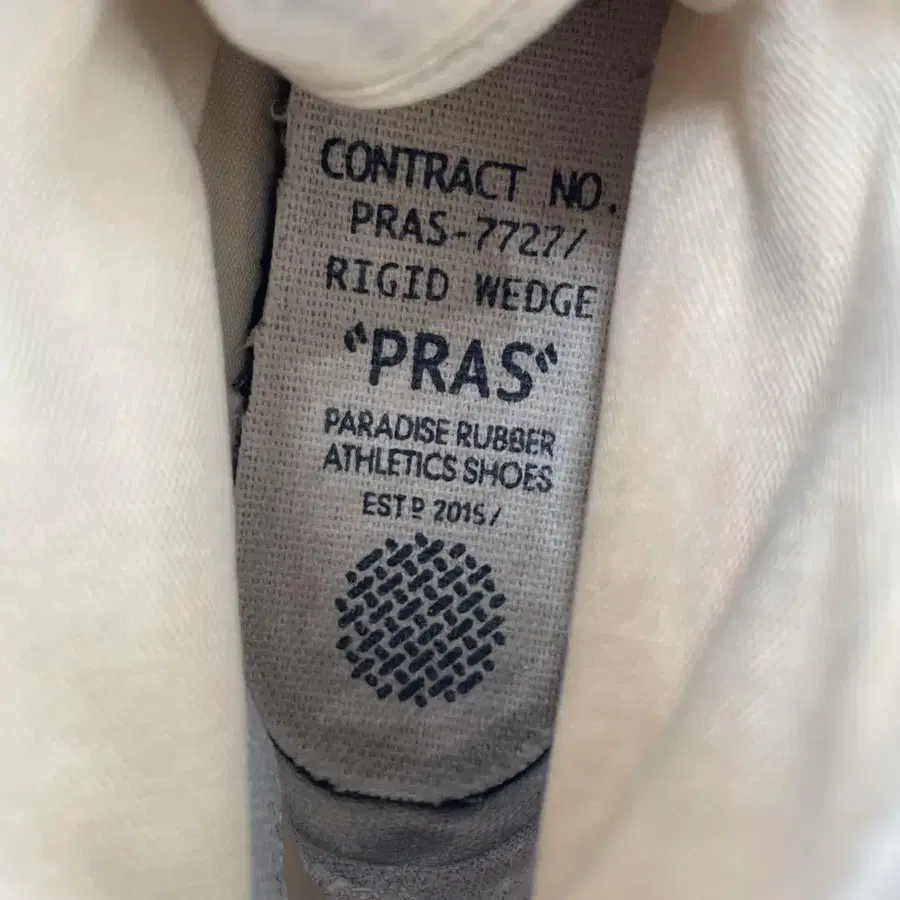 CONTRACT NO.
PRAS-7727/
RIGID WEDGE
“PRAS“
PARADISE RUBBER
ATHLETICS SHOES
ESTD 2015/